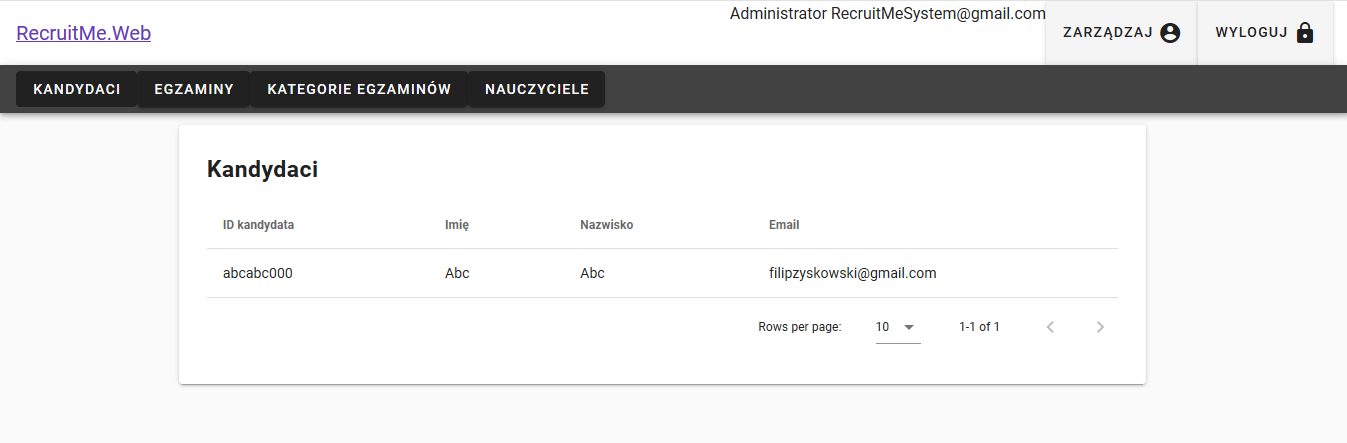 RecruitMe.Web
Administrator RecruitMeSystem@gmail.com
ZARZĄDZAJ
WYLOGUJ
KANDYDACI EGZAMINY KATEGORIE EGZAMINÓW NAUCZYCIELE
Kandydaci
ID kandydata Imię Nazwisko Email
abcabc000 Abc Abc filipzyskowski@gmail.com
Rows per page: 10 1-1 of 1